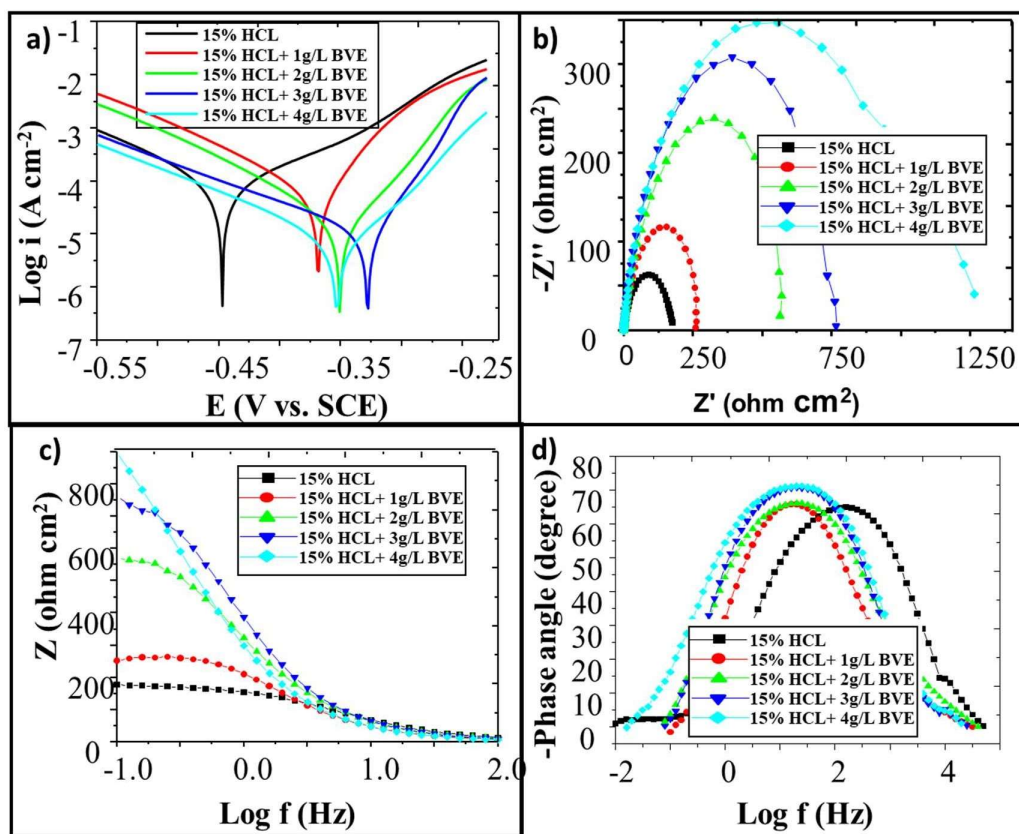 a)
-1
-2
-3
-4
-5
-6
-7
Log i (A cm-2)
15% HCL
15% HCL+ 1g/L BVE
15% HCL+ 2g/L BVE
15% HCL+ 3g/L BVE
15% HCL+ 4g/L BVE
-0.55 -0.45 -0.35 -0.25
E (V vs. SCE)
b)
300
200
100
0
-Z'' (ohm cm2)
15% HCL
15% HCL+ 1g/L BVE
15% HCL+ 2g/L BVE
15% HCL+ 3g/L BVE
15% HCL+ 4g/L BVE
0 250 750 1250
Z' (ohm cm2)
c)
800
600
400
200
0
Z (ohm cm2)
15% HCL
15% HCL+ 1g/L BVE
15% HCL+ 2g/L BVE
15% HCL+ 3g/L BVE
15% HCL+ 4g/L BVE
-1.0 0.0 1.0 2.0
Log f (Hz)
d)
80
70
60
50
40
30
20
10
0
-Phase angle (degree)
15% HCL
15% HCL+ 1g/L BVE
15% HCL+ 2g/L BVE
15% HCL+ 3g/L BVE
15% HCL+ 4g/L BVE
-2 0 2 4
Log f (Hz)